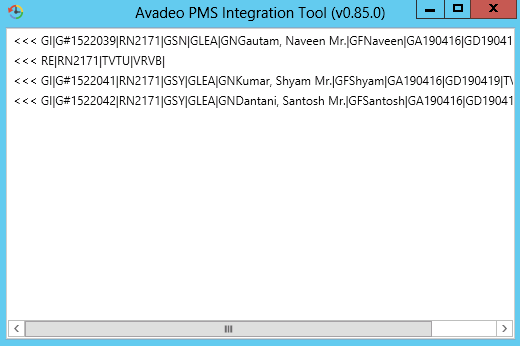 Avadeo PMS Integration Tool (v0.85.0)
<<< GI|G#1522039|RN2171|GSN|GLEA|GNGautam, Naveen Mr.|GFNaveen|GA190416|GD19041
<<< RE|RN2171|TVTU|VRVB|
<<< GI|G#1522041|RN2171|GSY|GLEA|GNKumar, Shyam Mr.|GFShyam|GA190416|GD190419|TV
<<< GI|G#1522042|RN2171|GSY|GLEA|GNDantani, Santosh Mr.|GFSantosh|GA190416|GD19041